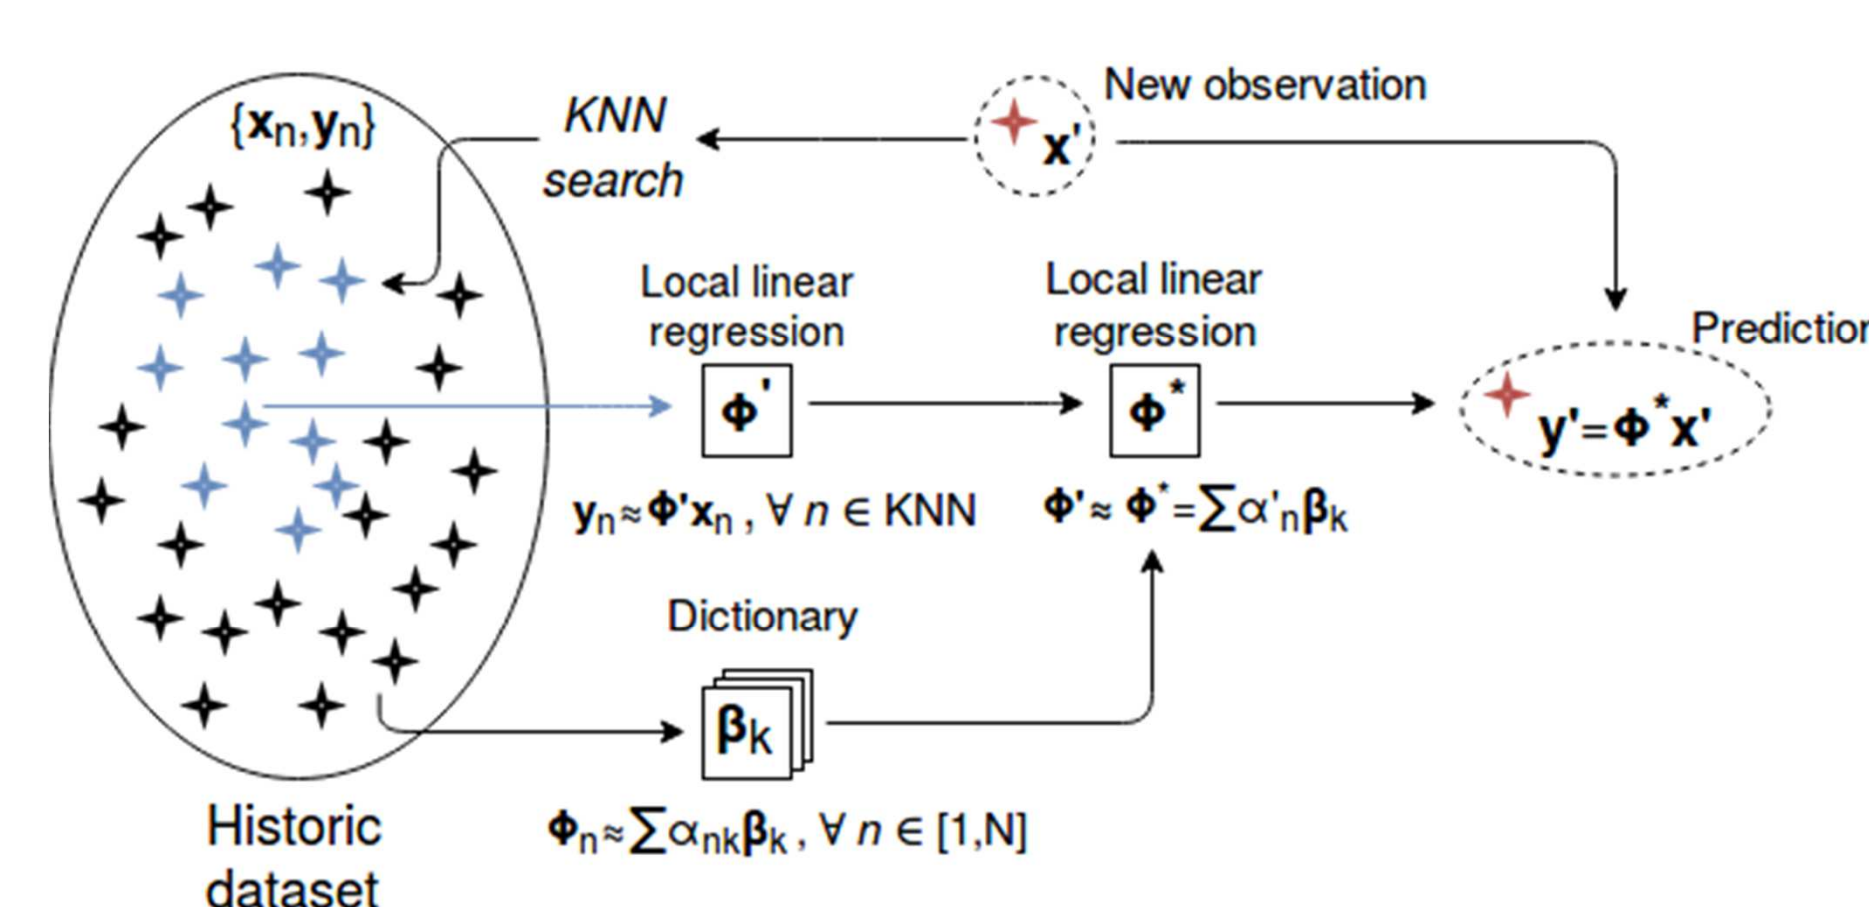 {xn,yn}
KNN
search
x'
New observation
Local linear
regression
Φ'
yn≈Φ'xn , ∀ n ∈ KNN
Local linear
regression
Φ*
Φ'≈ Φ*=∑α'nβk
Prediction
y'=Φ*x'
Dictionary
βk
Φn≈∑αnkβk , ∀ n ∈ [1,N]
Historic
dataset